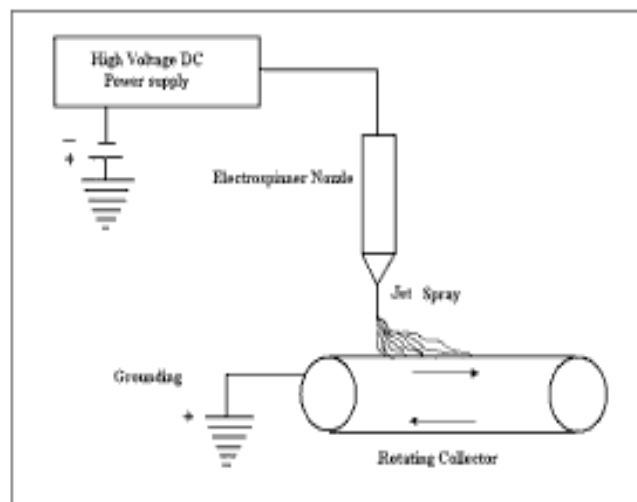 High Voltage DC
Power supply
−
+
Electrospinner Nozzle
Jet Spray
Grounding
+
Rotating Collector